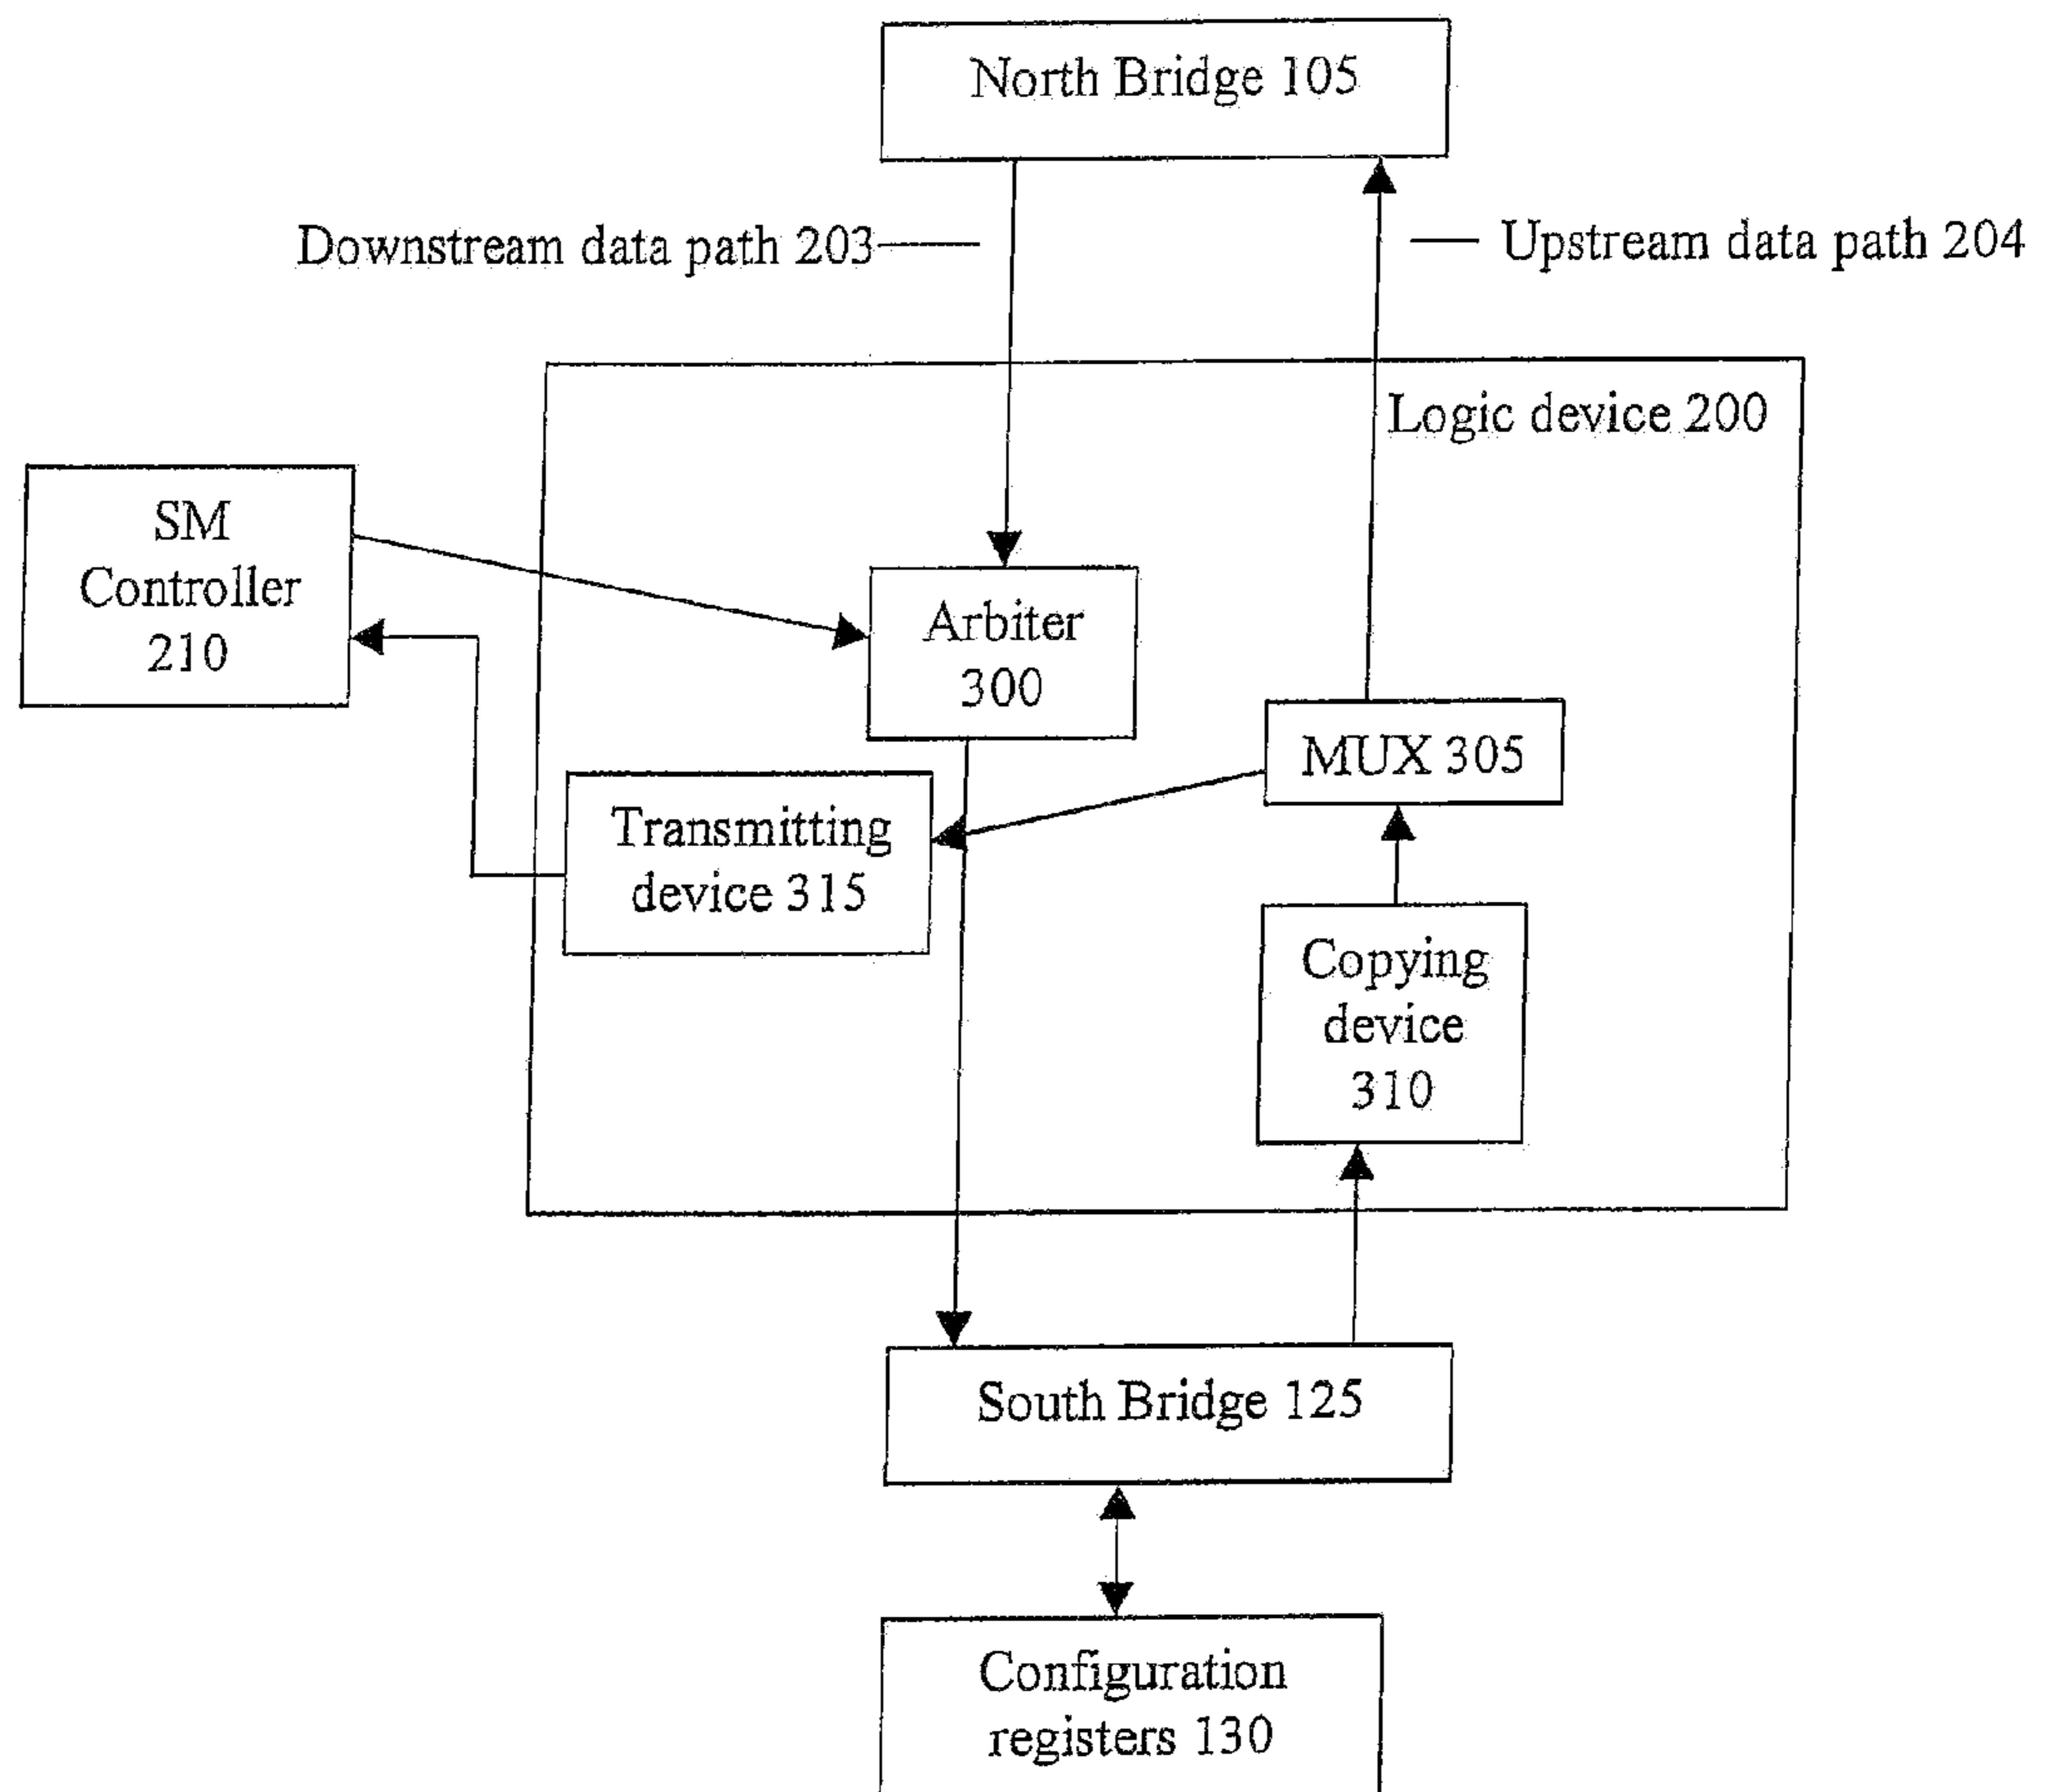 North Bridge 105
Downstream data path 203
Upstream data path 204
Logic device 200
SM
Controller
210
Arbiter
300
MUX 305
Transmitting
device 315
Copying
device
310
South Bridge 125
Configuration
registers 130